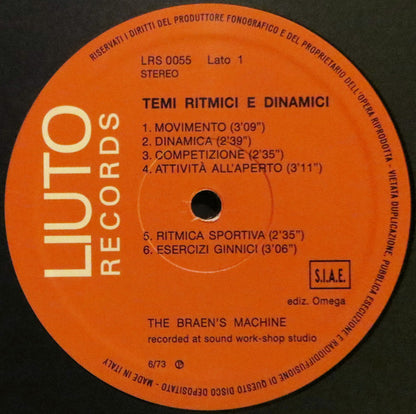 RISERVATI I DIRITTI DEL PRODUTTORE FONOGRAFICO E DEL PROPRIETARIO DELL'OPERA RIPRODOTTA - VIETATA DUPLICAZIONE, PUBBLICA ESECUZIONE E RADIODIFFUSIONE DI QUESTO DISCO DEPOSITATO - MADE IN ITALY
LIUTO
RECORDS
LRS 0055 Lato 1
STEREO
TEMI RITMICI E DINAMICI
1. MOVIMENTO (3'09")
2. DINAMICA (2'39")
3. COMPETIZIONE (2'35")
4. ATTIVITÀ ALL'APERTO (3'11")
5. RITMICA SPORTIVA (2'35")
6. ESERCIZI GINNICI (3'06")
S.I.A.E.
ediz. Omega
THE BRAEN'S MACHINE
recorded at sound work-shop studio
6/73 Ⓟ